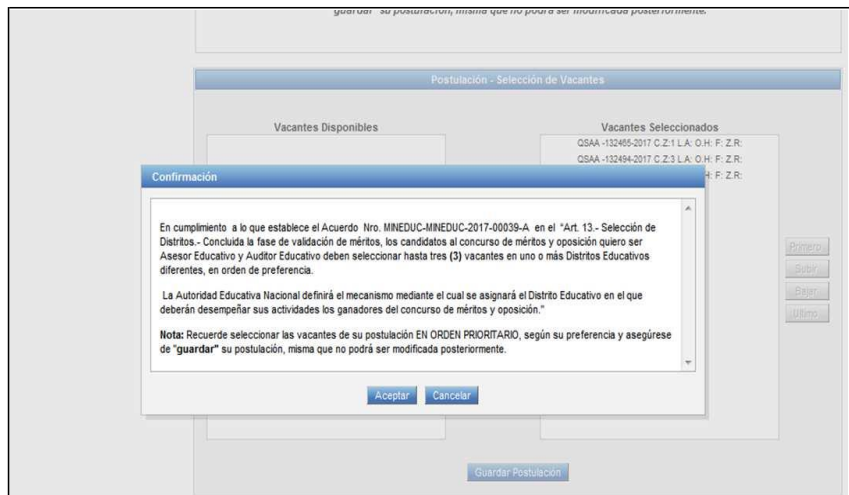 guardar" su postulación, misma que no podrá ser modificada posteriormente.
Postulación - Selección de Vacantes
Vacantes Disponibles
Vacantes Seleccionados
QSAA -132465-2017 C.Z:1 L.A: O.H: F: Z.R:
QSAA -132494-2017 C.Z:3 L.A: O.H: F: Z.R:
H: F: Z.R:
Confirmación
En cumplimiento a lo que establece el Acuerdo Nro. MINEDUC-MINEDUC-2017-00039-A en el "Art. 13.- Selección de
Distritos.- Concluida la fase de validación de méritos, los candidatos al concurso de méritos y oposición quiero ser
Asesor Educativo y Auditor Educativo deben seleccionar hasta tres (3) vacantes en uno o más Distritos Educativos
diferentes, en orden de preferencia.
La Autoridad Educativa Nacional definirá el mecanismo mediante el cual se asignará el Distrito Educativo en el que
deberán desempeñar sus actividades los ganadores del concurso de méritos y oposición."
Nota: Recuerde seleccionar las vacantes de su postulación EN ORDEN PRIORITARIO, según su preferencia y asegúrese
de "guardar" su postulación, misma que no podrá ser modificada posteriormente.
Aceptar Cancelar
Primero
Subir
Bajar
Ultimo
Guardar Postulación